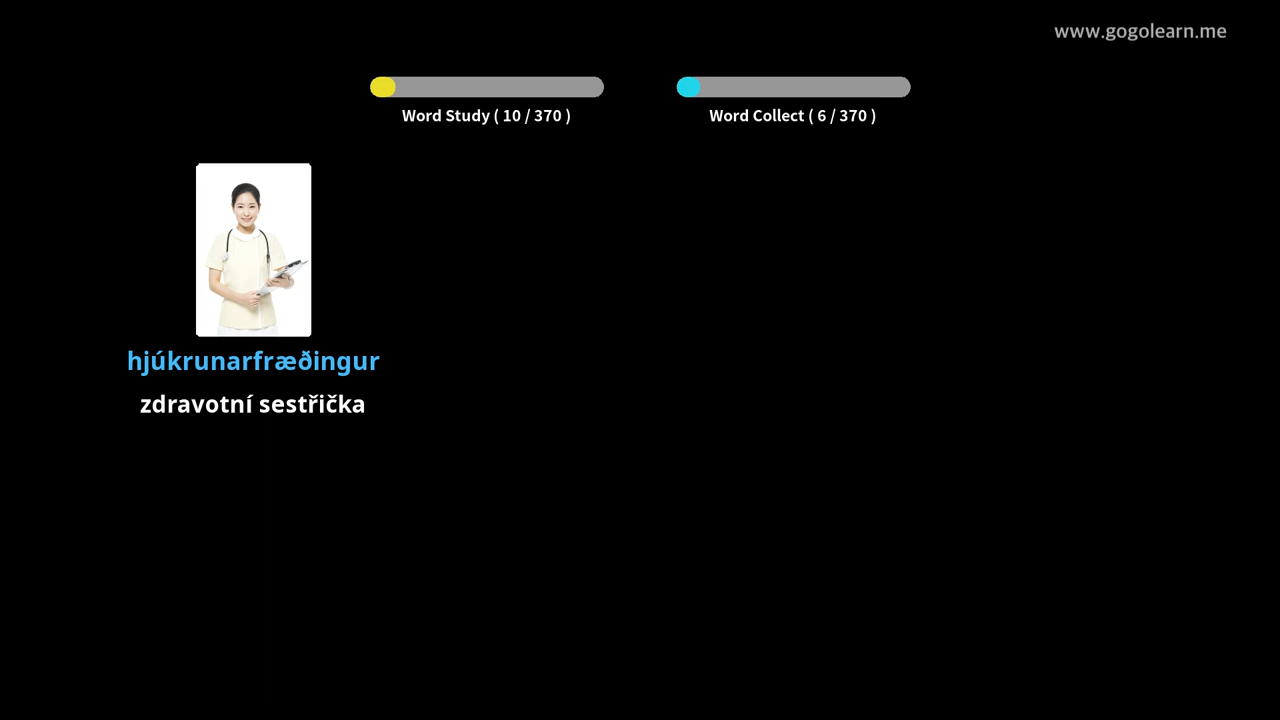 www.gogolearn.me
Word Study ( 10 / 370 )
Word Collect ( 6 / 370 )
hjúkrunarfræðingur
zdravotní sestřička